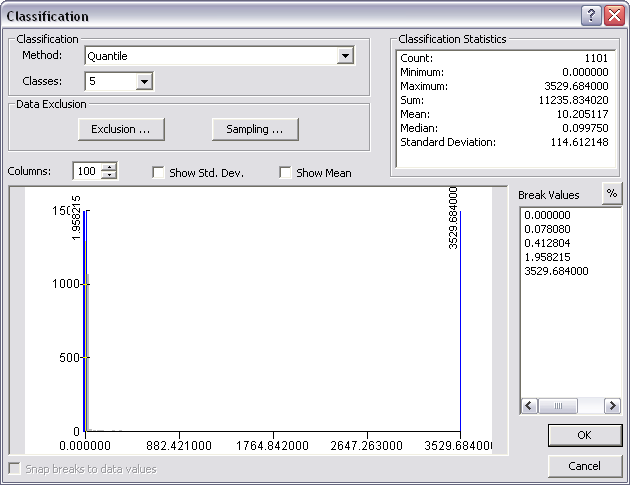 Classification
Classification
Method: Quantile
Classes: 5
Data Exclusion
Exclusion ...
Sampling ...
Classification Statistics
Count: 1101
Minimum: 0.000000
Maximum: 3529.684000
Sum: 11235.834020
Mean: 10.205117
Median: 0.099750
Standard Deviation: 114.612148
Columns: 100
Show Std. Dev.
Show Mean
Break Values
%
0.000000
0.078080
0.412804
1.958215
3529.684000
1500
1000
500
0
1.958215
3529.684000
0.000000
882.421000
1764.842000
2647.263000
3529.684000
Snap breaks to data values
OK
Cancel